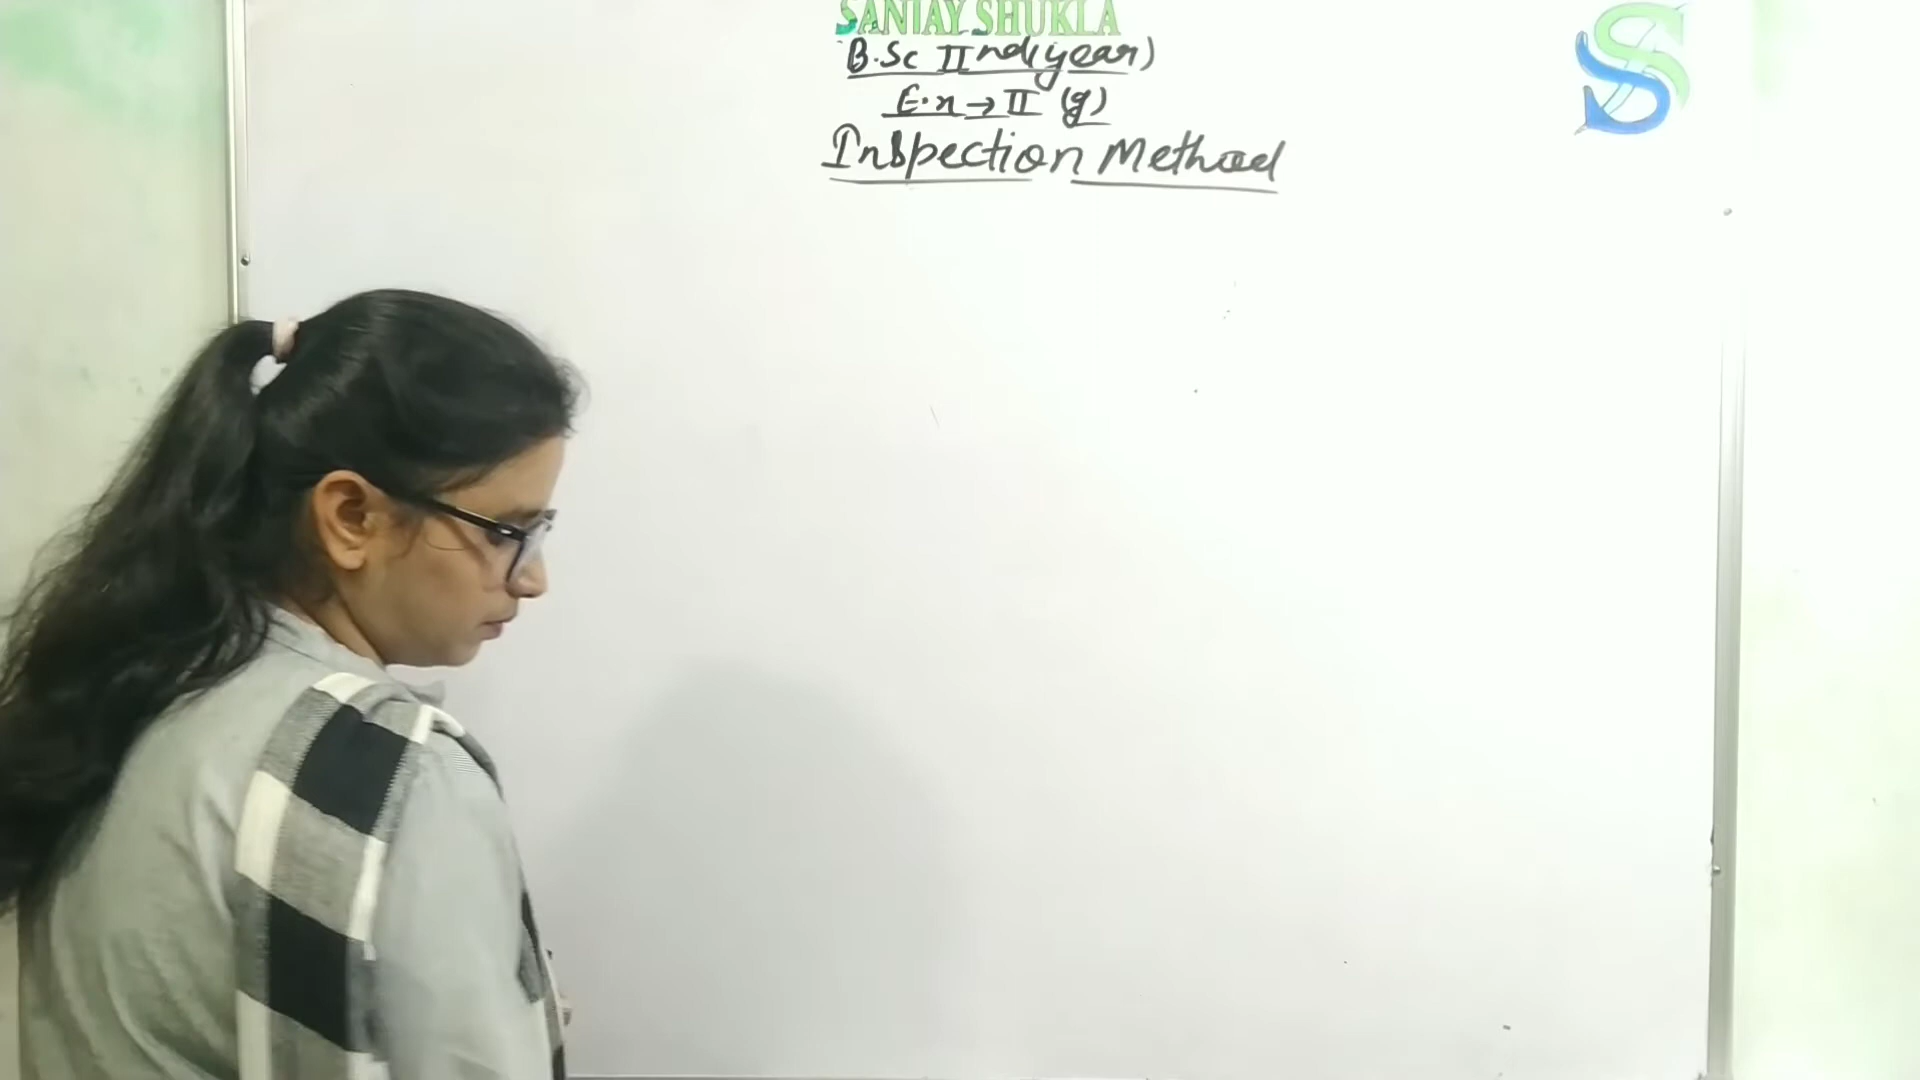 SANJAY SHUKLA
B.Sc IInd(year)
E.x → II (g)
Inspection Method